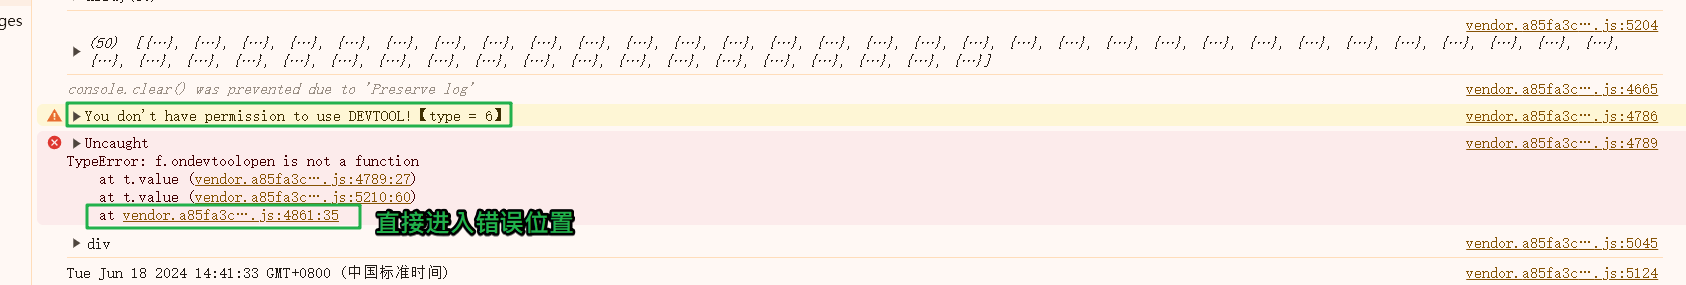 ges
vendor.a85fa3c….js:5204
(50) [{…}, {…}, {…}, {…}, {…}, {…}, {…}, {…}, {…}, {…}, {…}, {…}, {…}, {…}, {…}, {…}, {…}, {…}, {…}, {…}, {…}, {…}, {…}, {…}, {…}, {…}, {…}, {…}, {…}, {…}, {…},
{…}, {…}, {…}, {…}, {…}, {…}, {…}, {…}, {…}, {…}, {…}, {…}, {…}, {…}, {…}, {…}, {…}, {…}, {…}]
console.clear() was prevented due to 'Preserve log' vendor.a85fa3c….js:4665
You don't have permission to use DEVTOOL!【type = 6】 vendor.a85fa3c….js:4786
Uncaught vendor.a85fa3c….js:4789
TypeError: f.ondevtoolopen is not a function
at t.value (vendor.a85fa3c….js:4789:27)
at t.value (vendor.a85fa3c….js:5210:60)
at vendor.a85fa3c….js:4861:35 直接进入错误位置
div vendor.a85fa3c….js:5045
Tue Jun 18 2024 14:41:33 GMT+0800 (中国标准时间) vendor.a85fa3c….js:5124